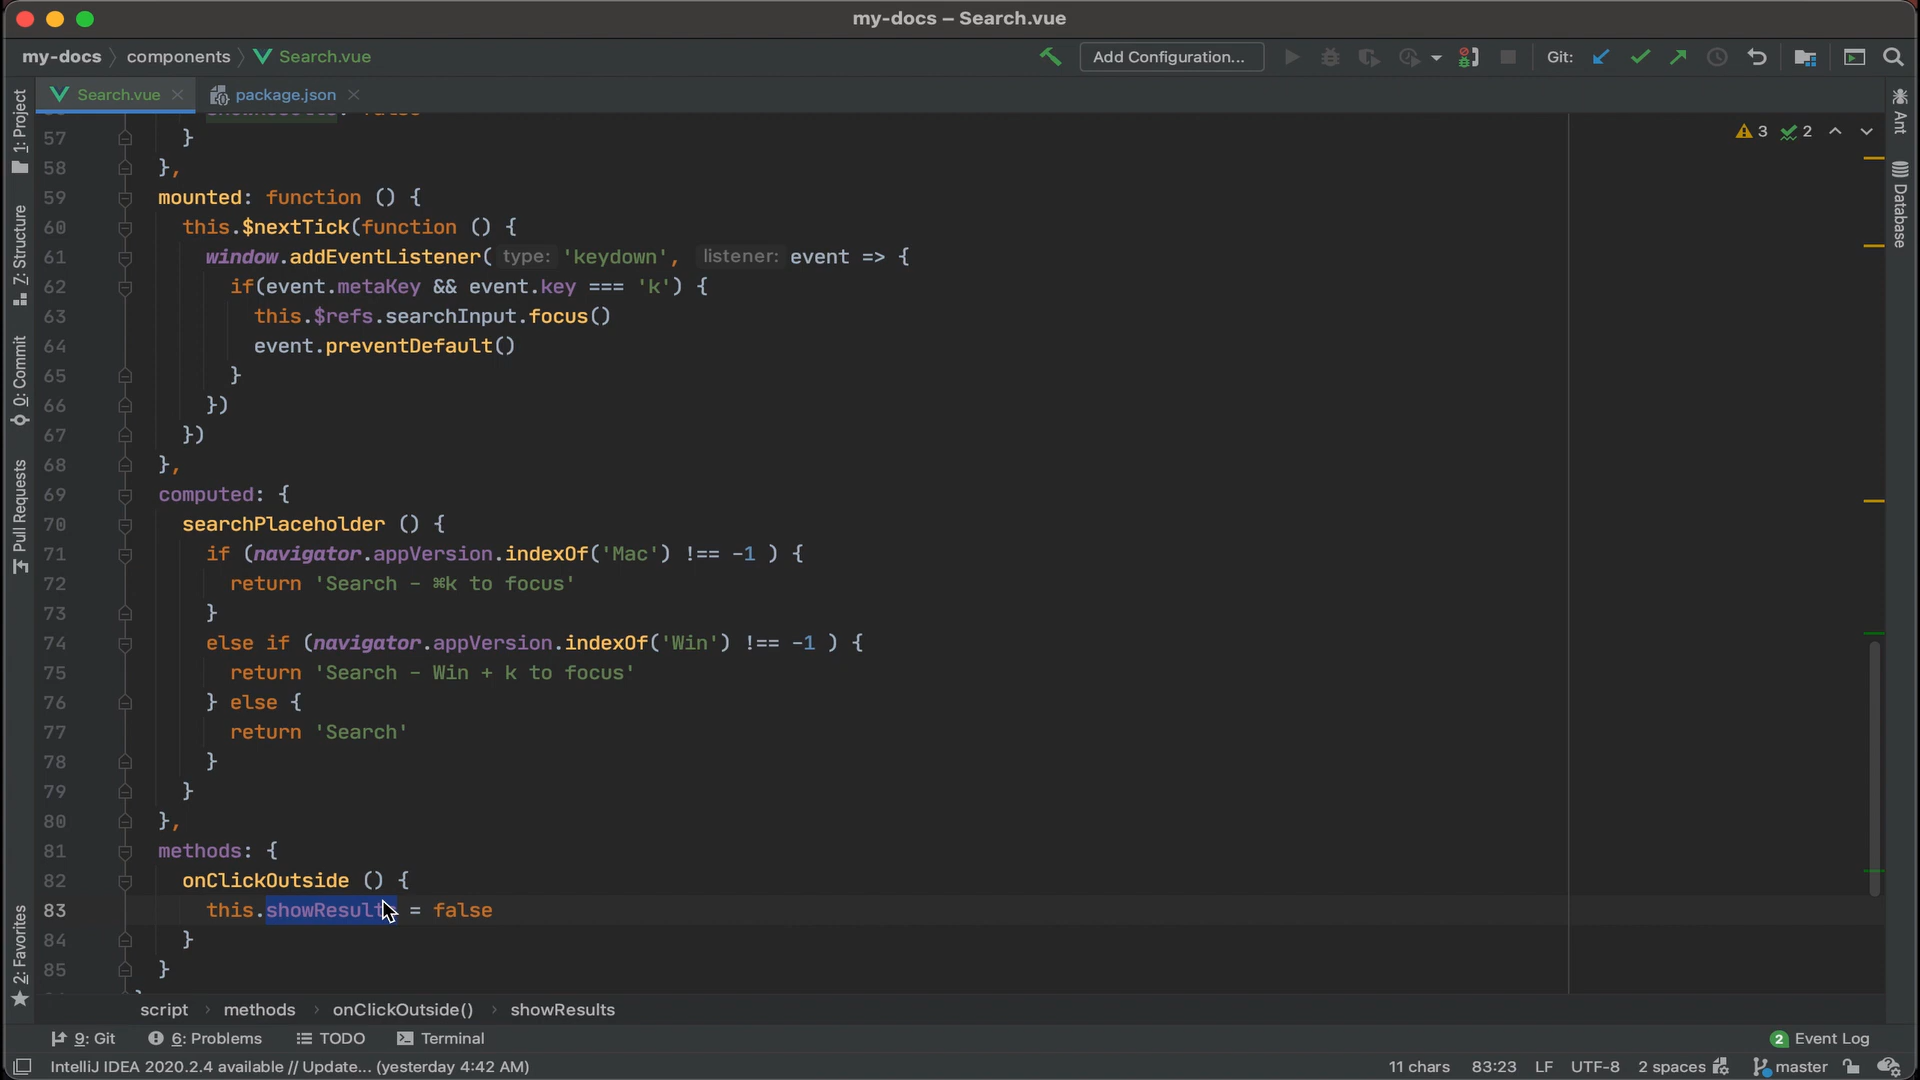 my-docs – Search.vue
my-docs components Search.vue Add Configuration... Git:
Search.vue package.json
showResults: false
57 }
58 },
59 mounted: function () {
60 this.$nextTick(function () {
61 window.addEventListener( type: 'keydown', listener: event => {
62 if(event.metaKey && event.key === 'k') {
63 this.$refs.searchInput.focus()
64 event.preventDefault()
65 }
66 })
67 })
68 },
69 computed: {
70 searchPlaceholder () {
71 if (navigator.appVersion.indexOf('Mac') !== -1 ) {
72 return 'Search - ⌘k to focus'
73 }
74 else if (navigator.appVersion.indexOf('Win') !== -1 ) {
75 return 'Search - Win + k to focus'
76 } else {
77 return 'Search'
78 }
79 }
80 },
81 methods: {
82 onClickOutside () {
83 this.showResults = false
84 }
85 }
3 2
1: Project
7: Structure
0: Commit
Pull Requests
2: Favorites
Ant
Database
script methods onClickOutside() showResults
9: Git 6: Problems TODO Terminal 2 Event Log
IntelliJ IDEA 2020.2.4 available // Update... (yesterday 4:42 AM) 11 chars 83:23 LF UTF-8 2 spaces master